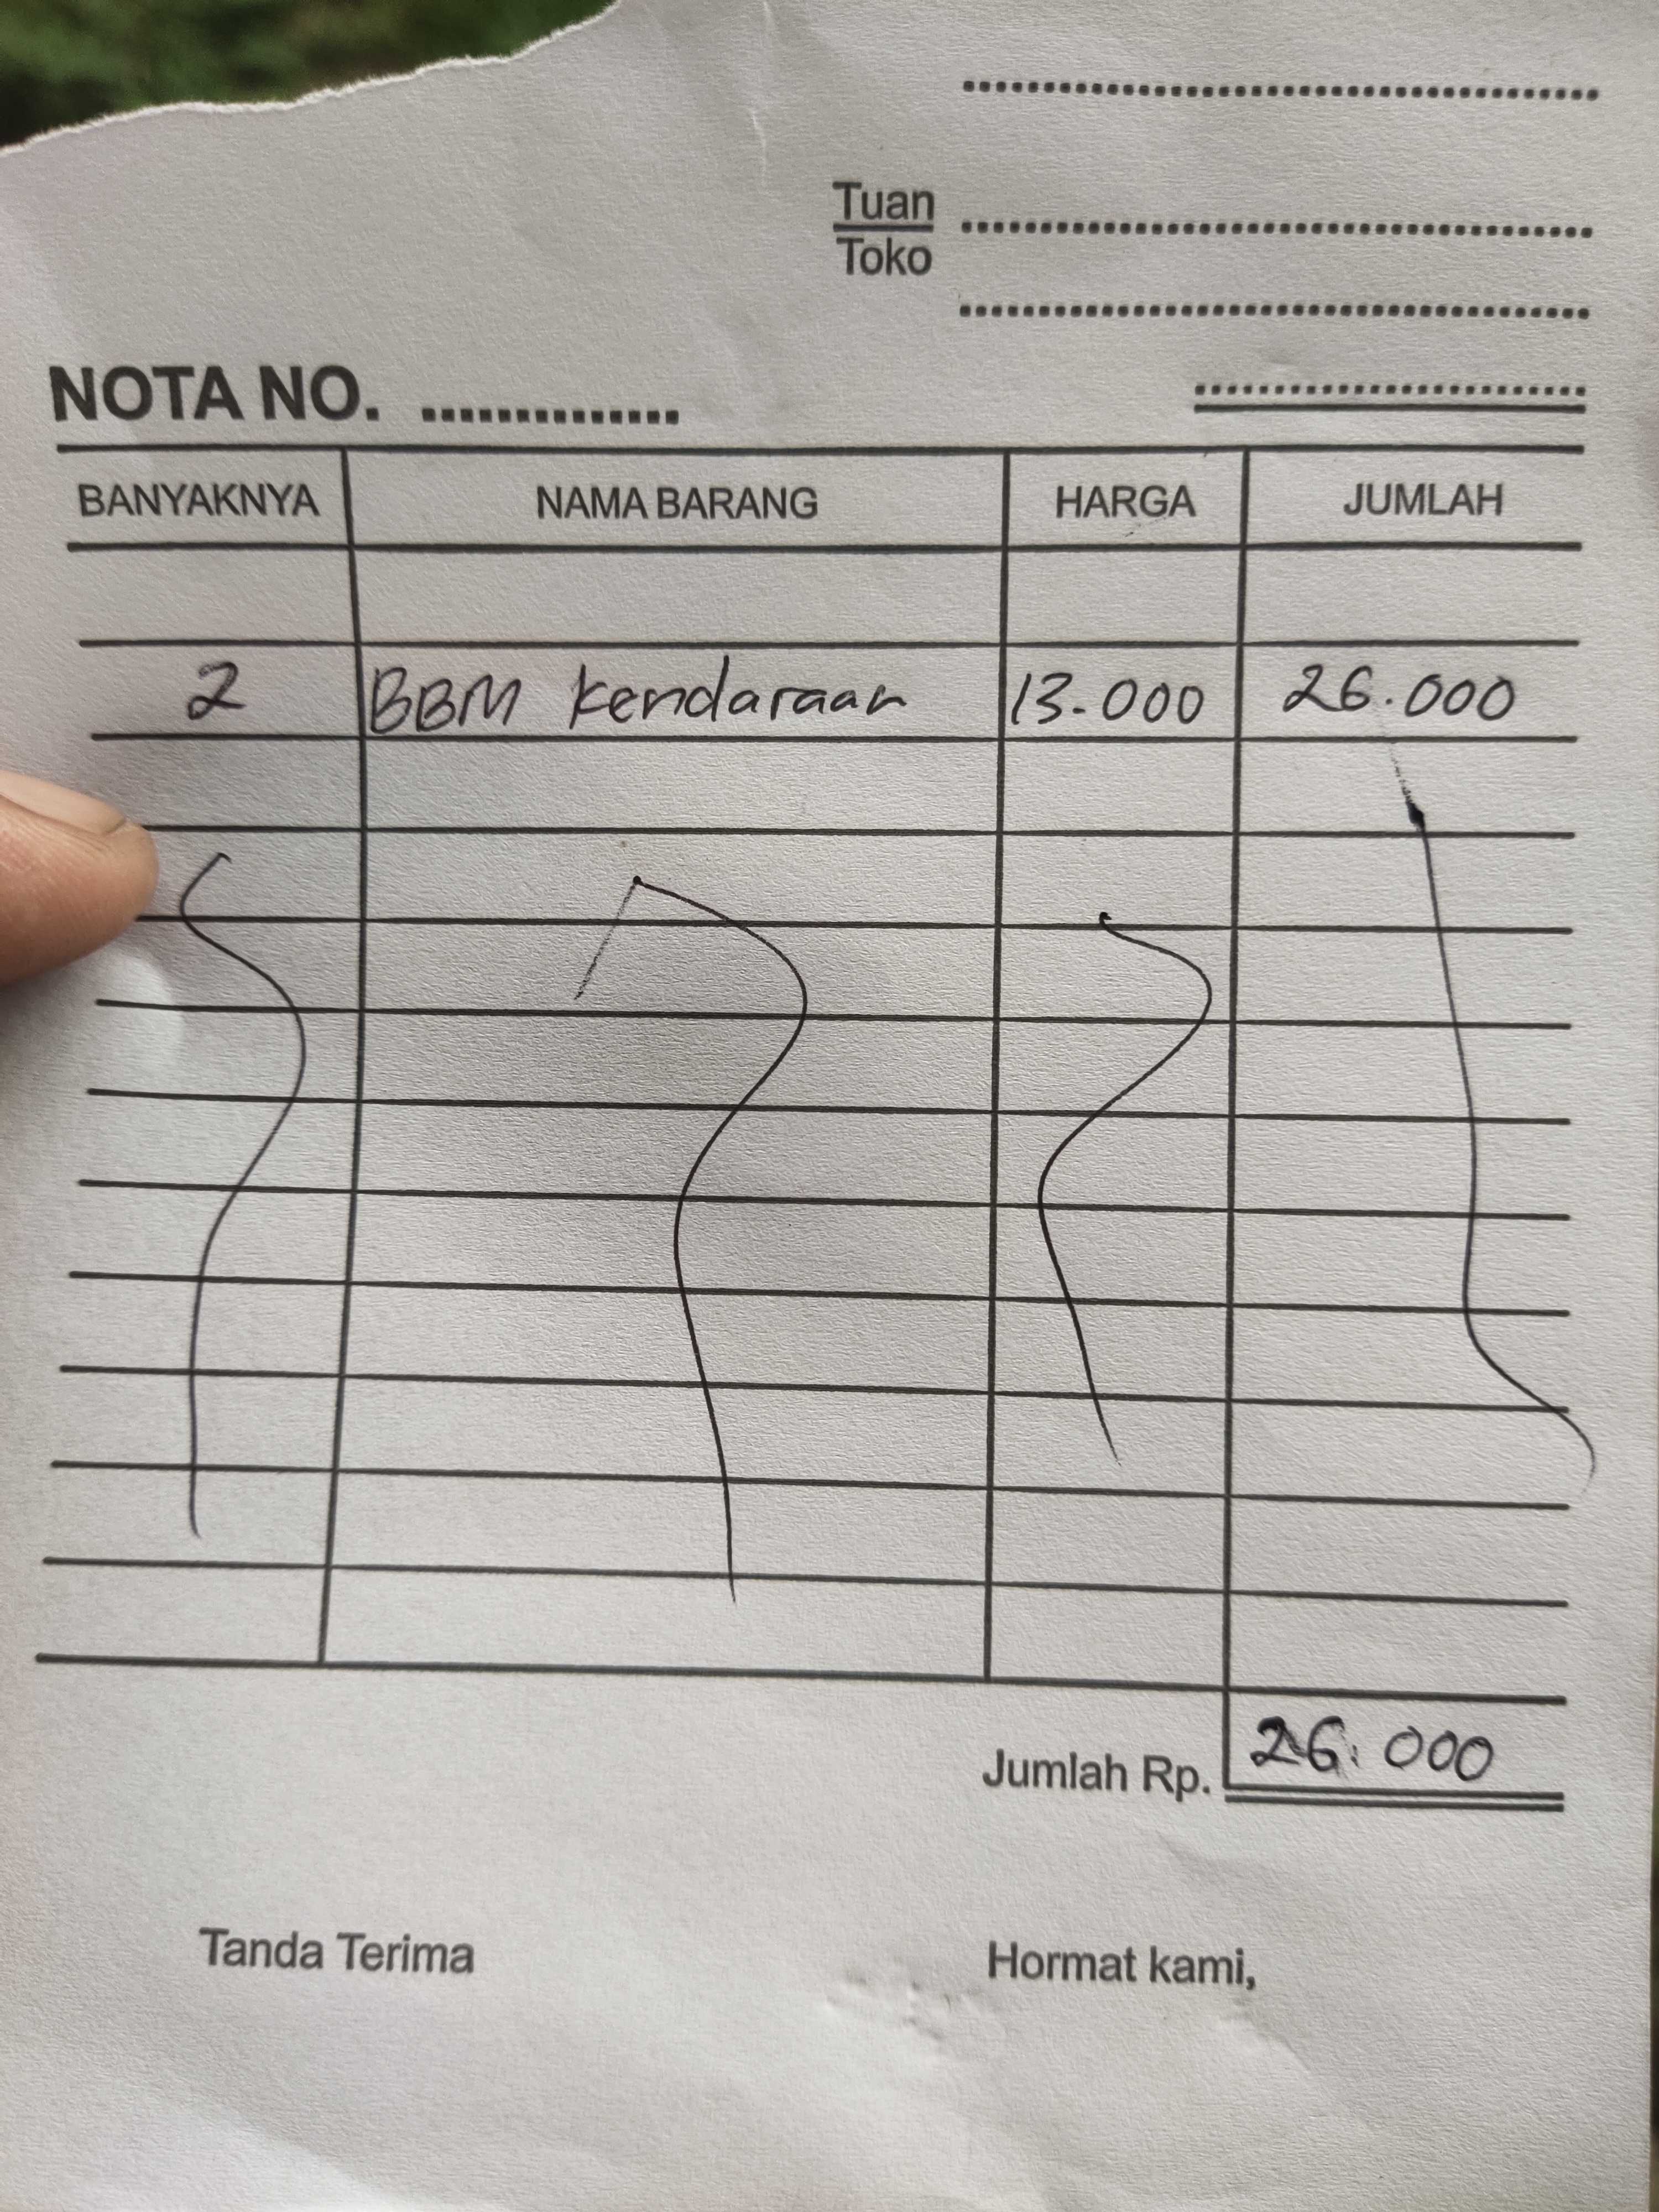 Tuan
Toko
NOTA NO. ..............
BANYAKNYA NAMA BARANG HARGA JUMLAH
2 BBM kendaraan 13.000 26.000
Jumlah Rp. 26.000
Tanda Terima Hormat kami,